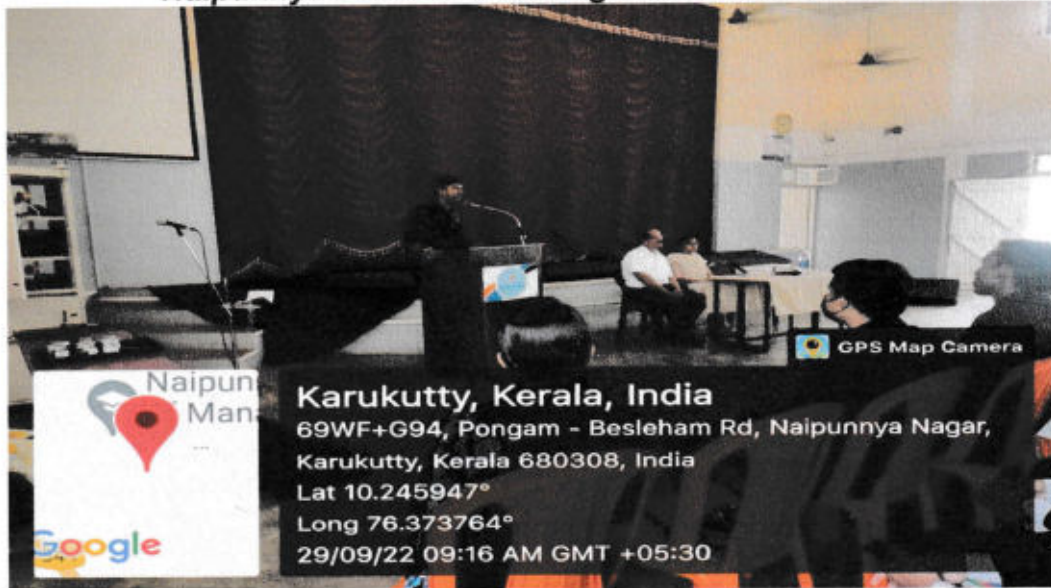 GPS Map Camera
Naipun
Mana
Karukutty, Kerala, India
69WF+G94, Pongam - Besleham Rd, Naipunnya Nagar,
Karukutty, Kerala 680308, India
Lat 10.245947°
Long 76.373764°
29/09/22 09:16 AM GMT +05:30
Google